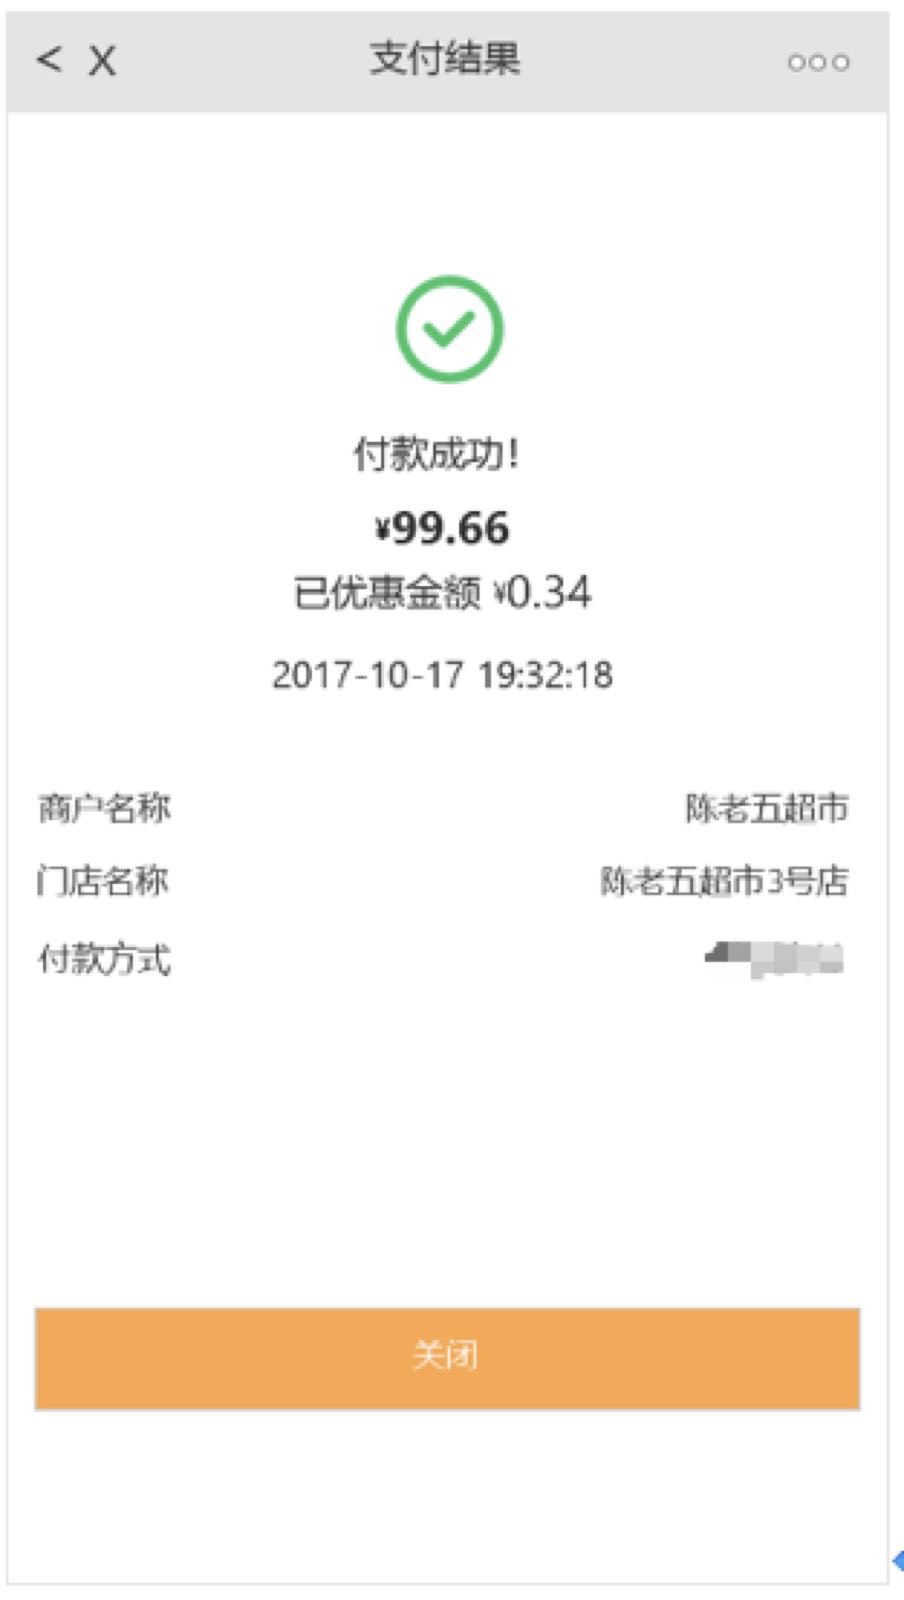 < X 支付结果
付款成功!
¥99.66
已优惠金额 ¥0.34
2017-10-17 19:32:18
商户名称 陈老五超市
门店名称 陈老五超市3号店
付款方式
关闭